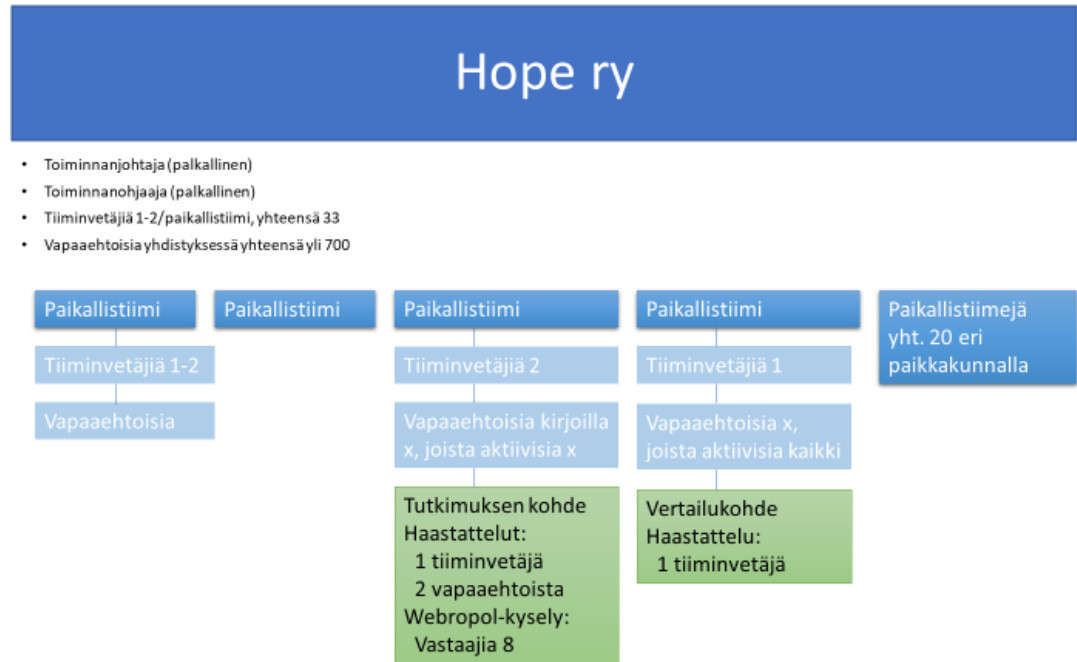 Hope ry
• Toiminnanjohtaja (palkallinen)
• Toiminnanohjaaja (palkallinen)
• Tiiminvetäjiä 1-2/paikallistiimi, yhteensä 33
• Vapaaehtoisia yhdistyksessä yhteensä yli 700
Paikallistiimi
Tiiminvetäjiä 1-2
Vapaaehtoisia
Paikallistiimi
Paikallistiimi
Tiiminvetäjiä 2
Vapaaehtoisia kirjoilla
x, joista aktiivisia x
Tutkimuksen kohde
Haastattelut:
1 tiiminvetäjä
2 vapaaehtoista
Webropol-kysely:
Vastaajia 8
Paikallistiimi
Tiiminvetäjiä 1
Vapaaehtoisia x,
joista aktiivisia kaikki
Vertailukohde
Haastattelu:
1 tiiminvetäjä
Paikallistiimejä
yht. 20 eri
paikkakunnalla